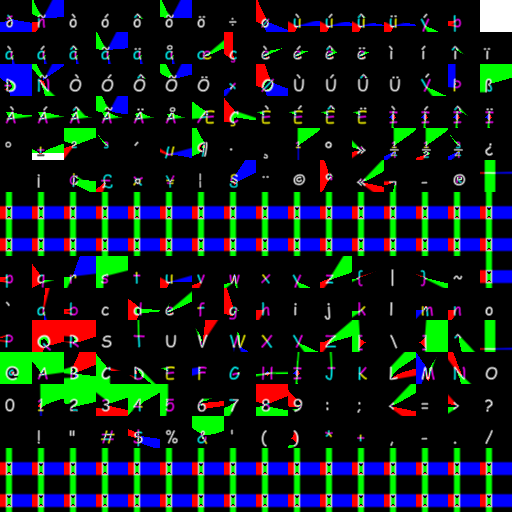 ð ñ ò ó ô õ ö ÷ ø ù ú û ü ý þ
à á â ã ä å æ ç è é ê ë ì í î ï
Ð Ñ Ò Ó Ô Õ Ö × Ø Ù Ú Û Ü Ý Þ ß
À Á Â Ã Ä Å Æ Ç È É Ê Ë Ì Í Î Ï
° ± ² ³ ´ µ ¶ · ¸ ¹ º » ¼ ½ ¾ ¿
¡ ¢ £ ¤ ¥ ¦ § ¨ © ª « ¬ - ®
p q r s t u v w x y z { | } ~
` a b c d e f g h i j k l m n o
P Q R S T U V W X Y Z [ \ ] ^
@ A B C D E F G H I J K L M N O
0 1 2 3 4 5 6 7 8 9 : ; < = > ?
! " # $ % & ' ( ) * + , - . /